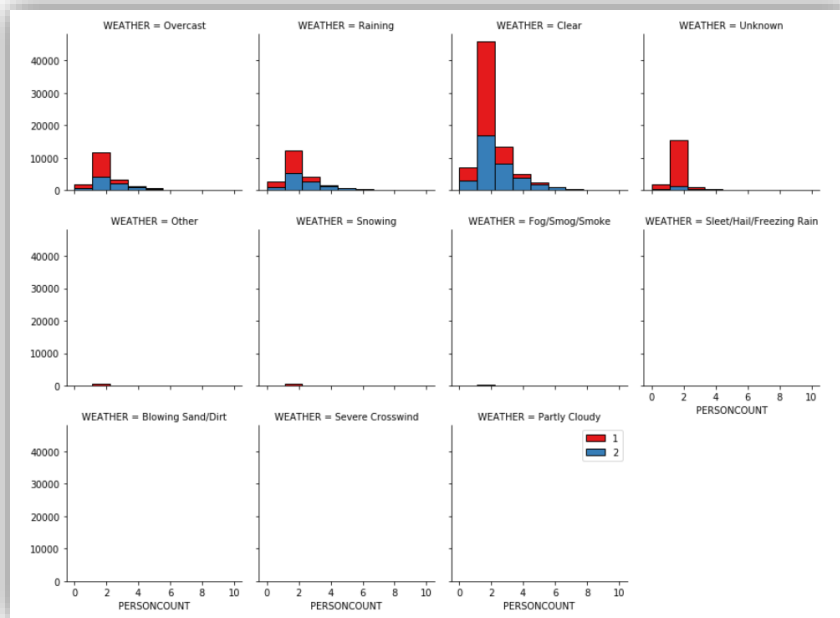 WEATHER = Overcast
WEATHER = Raining
WEATHER = Clear
WEATHER = Unknown
40000
30000
20000
10000
0
WEATHER = Other
WEATHER = Snowing
WEATHER = Fog/Smog/Smoke
WEATHER = Sleet/Hail/Freezing Rain
40000
30000
20000
10000
0
0 2 4 6 8 10
PERSONCOUNT
WEATHER = Blowing Sand/Dirt
WEATHER = Severe Crosswind
WEATHER = Partly Cloudy
1
2
40000
30000
20000
10000
0
0 2 4 6 8 10
PERSONCOUNT
0 2 4 6 8 10
PERSONCOUNT
0 2 4 6 8 10
PERSONCOUNT